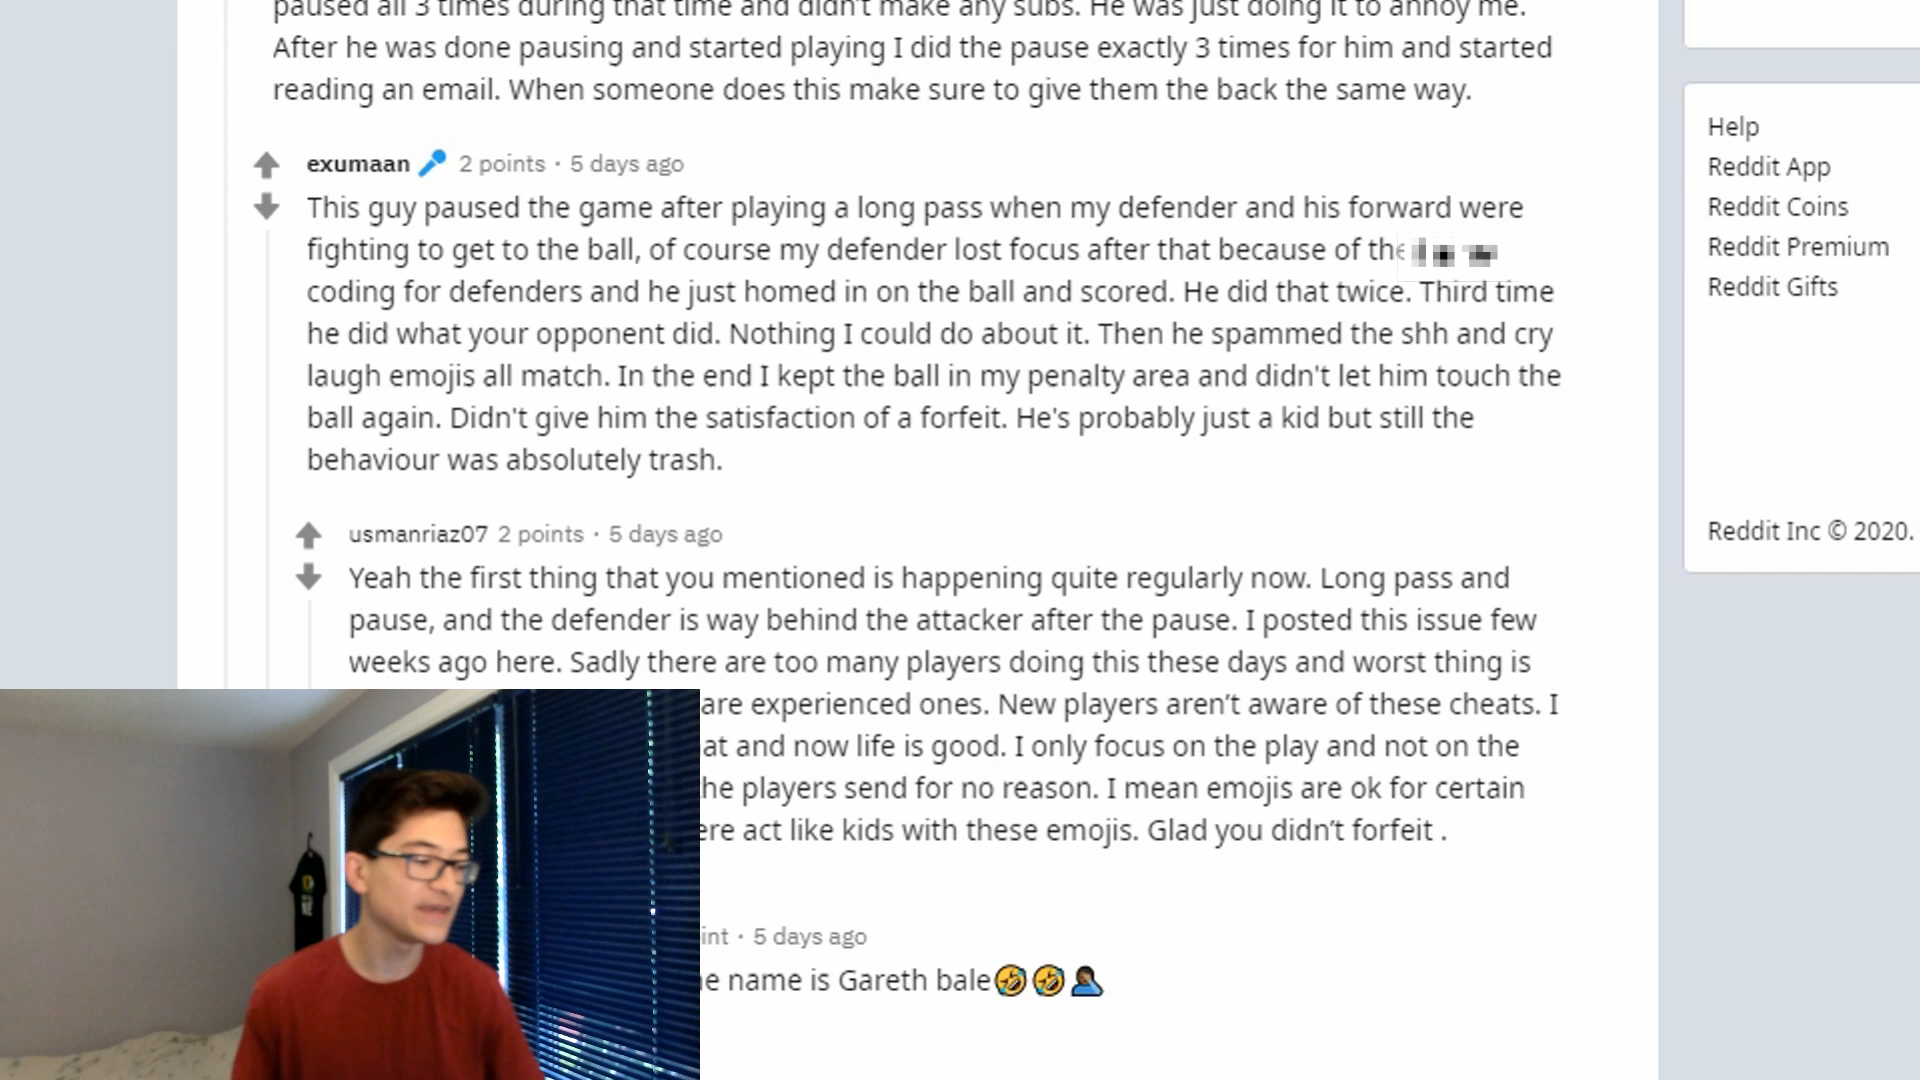 paused all 3 times during that time and didn't make any subs. He was just doing it to annoy me.
After he was done pausing and started playing I did the pause exactly 3 times for him and started
reading an email. When someone does this make sure to give them the back the same way.
exumaan 🎤 2 points · 5 days ago
This guy paused the game after playing a long pass when my defender and his forward were
fighting to get to the ball, of course my defender lost focus after that because of the
coding for defenders and he just homed in on the ball and scored. He did that twice. Third time
he did what your opponent did. Nothing I could do about it. Then he spammed the shh and cry
laugh emojis all match. In the end I kept the ball in my penalty area and didn't let him touch the
ball again. Didn't give him the satisfaction of a forfeit. He's probably just a kid but still the
behaviour was absolutely trash.
usmanriaz07 2 points · 5 days ago
Yeah the first thing that you mentioned is happening quite regularly now. Long pass and
pause, and the defender is way behind the attacker after the pause. I posted this issue few
weeks ago here. Sadly there are too many players doing this these days and worst thing is
are experienced ones. New players aren’t aware of these cheats. I
at and now life is good. I only focus on the play and not on the
he players send for no reason. I mean emojis are ok for certain
ere act like kids with these emojis. Glad you didn’t forfeit .
int · 5 days ago
e name is Gareth bale🤣🤣🤦🏿‍♂️
Help
Reddit App
Reddit Coins
Reddit Premium
Reddit Gifts
Reddit Inc © 2020.